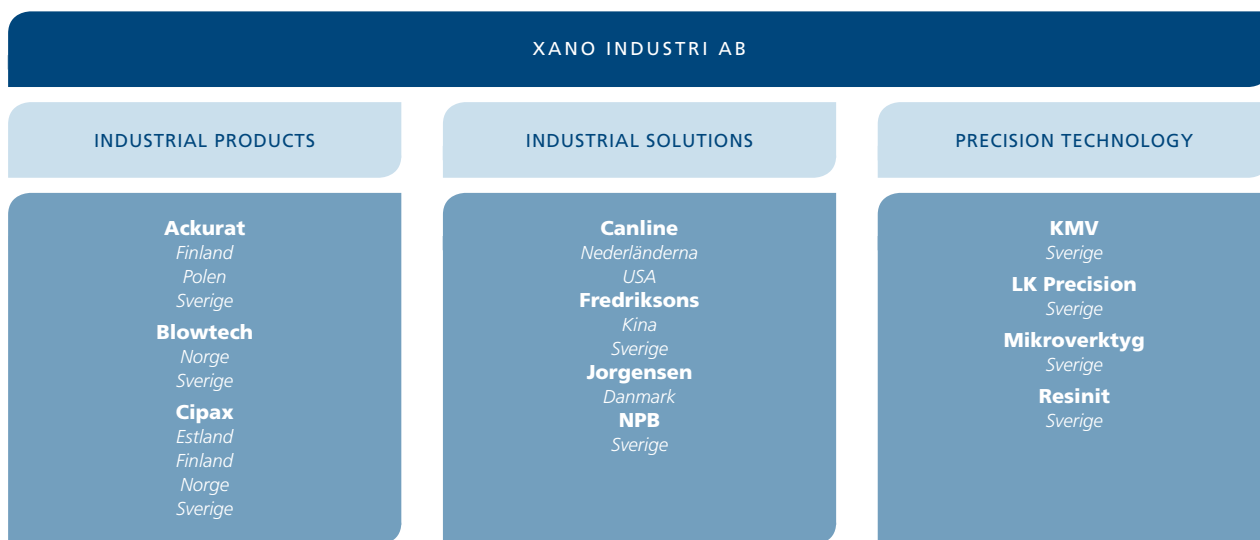 XANO INDUSTRI AB
INDUSTRIAL PRODUCTS
Ackurat
Finland
Polen
Sverige
Blowtech
Norge
Sverige
Cipax
Estland
Finland
Norge
Sverige
INDUSTRIAL SOLUTIONS
Canline
Nederländerna
USA
Fredriksons
Kina
Sverige
Jorgensen
Danmark
NPB
Sverige
PRECISION TECHNOLOGY
KMV
Sverige
LK Precision
Sverige
Mikroverktyg
Sverige
Resinit
Sverige